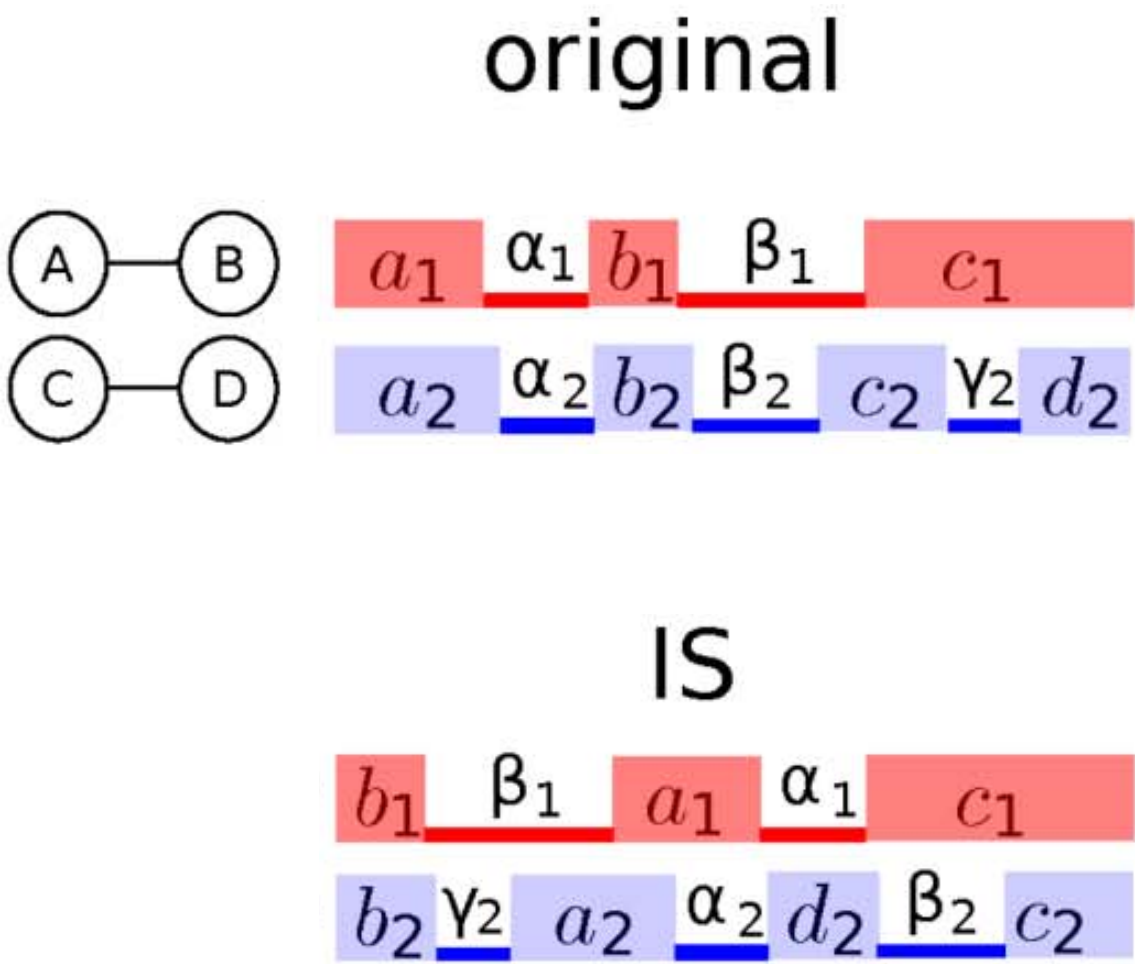 original
A B a₁ α₁ b₁ β₁ c₁
C D a₂ α₂ b₂ β₂ c₂ γ₂ d₂
IS
b₁ β₁ a₁ α₁ c₁
b₂ γ₂ a₂ α₂ d₂ β₂ c₂